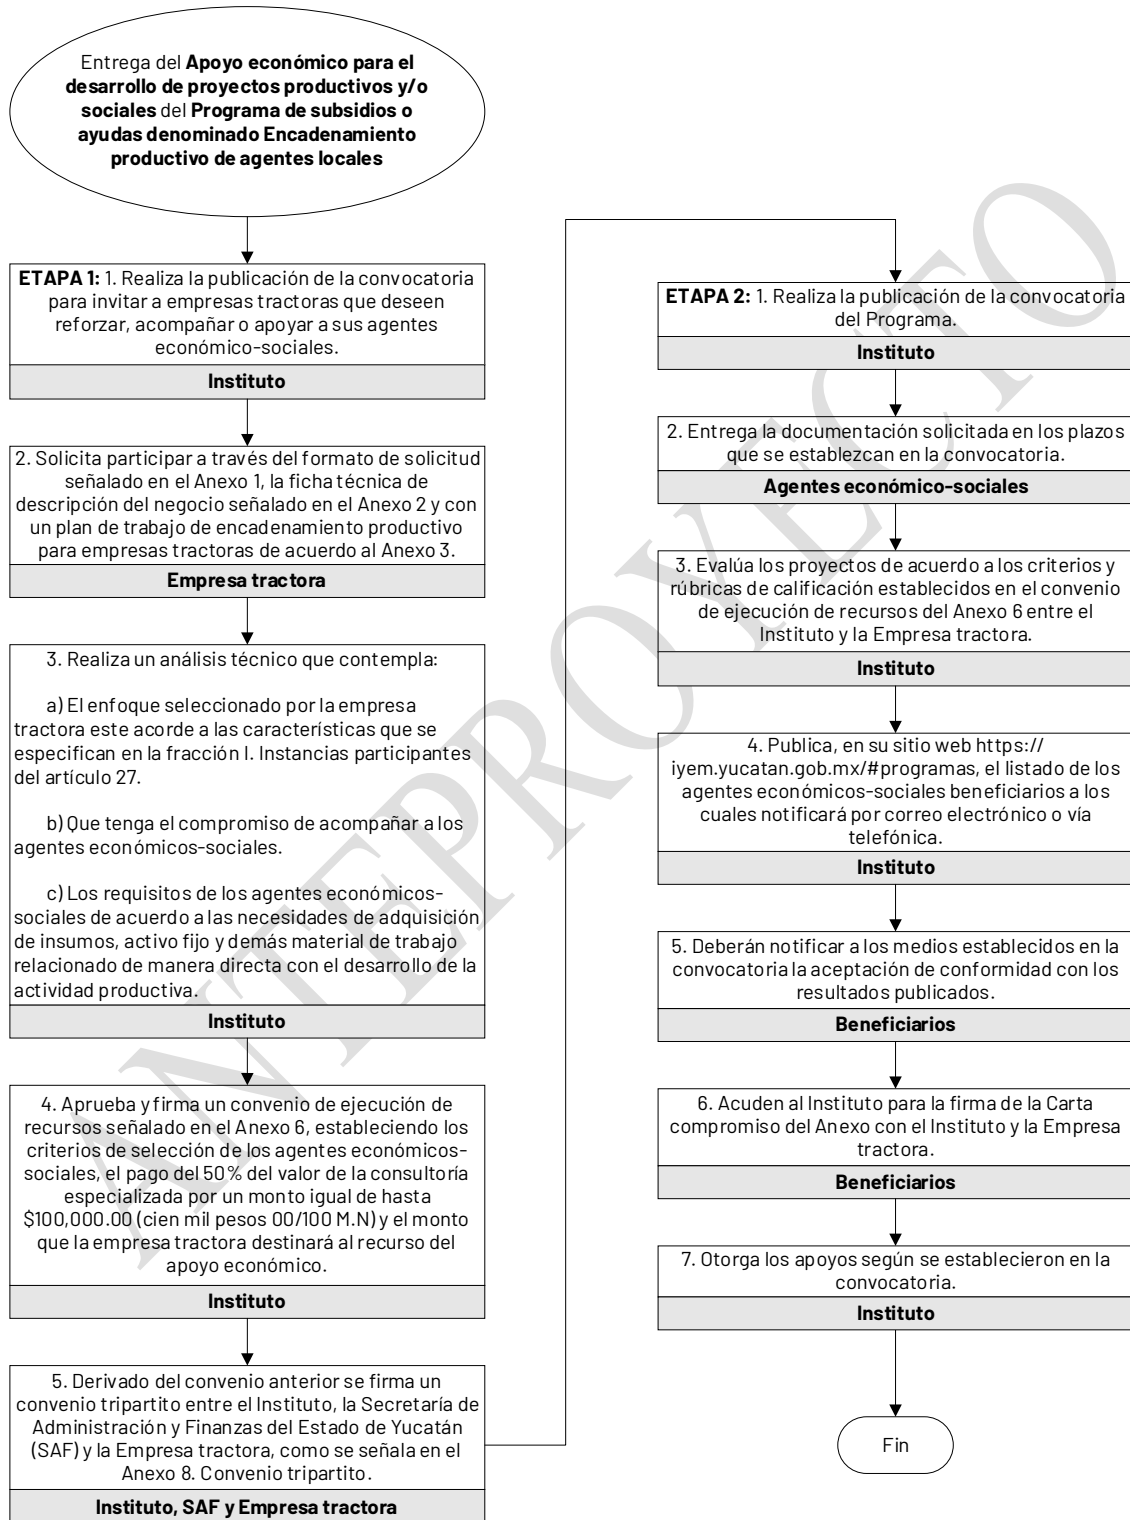 Entrega del Apoyo económico para el
desarrollo de proyectos productivos y/o
sociales del Programa de subsidios o
ayudas denominado Encadenamiento
productivo de agentes locales
ETAPA 1: 1. Realiza la publicación de la convocatoria
para invitar a empresas tractoras que deseen
reforzar, acompañar o apoyar a sus agentes
económico-sociales.
Instituto
2. Solicita participar a través del formato de solicitud
señalado en el Anexo 1, la ficha técnica de
descripción del negocio señalado en el Anexo 2 y con
un plan de trabajo de encadenamiento productivo
para empresas tractoras de acuerdo al Anexo 3.
Empresa tractora
3. Realiza un análisis técnico que contempla:
a) El enfoque seleccionado por la empresa
tractora este acorde a las características que se
especifican en la fracción I. Instancias participantes
del artículo 27.
b) Que tenga el compromiso de acompañar a los
agentes económicos-sociales.
c) Los requisitos de los agentes económicos-
sociales de acuerdo a las necesidades de adquisición
de insumos, activo fijo y demás material de trabajo
relacionado de manera directa con el desarrollo de la
actividad productiva.
Instituto
4. Aprueba y firma un convenio de ejecución de
recursos señalado en el Anexo 6, estableciendo los
criterios de selección de los agentes económicos-
sociales, el pago del 50% del valor de la consultoría
especializada por un monto igual de hasta
$100,000.00 (cien mil pesos 00/100 M.N) y el monto
que la empresa tractora destinará al recurso del
apoyo económico.
Instituto
5. Derivado del convenio anterior se firma un
convenio tripartito entre el Instituto, la Secretaría de
Administración y Finanzas del Estado de Yucatán
(SAF) y la Empresa tractora, como se señala en el
Anexo 8. Convenio tripartito.
Instituto, SAF y Empresa tractora
ETAPA 2: 1. Realiza la publicación de la convocatoria
del Programa.
Instituto
2. Entrega la documentación solicitada en los plazos
que se establezcan en la convocatoria.
Agentes económico-sociales
3. Evalúa los proyectos de acuerdo a los criterios y
rúbricas de calificación establecidos en el convenio
de ejecución de recursos del Anexo 6 entre el
Instituto y la Empresa tractora.
Instituto
4. Publica, en su sitio web https://
iyem.yucatan.gob.mx/#programas, el listado de los
agentes económicos-sociales beneficiarios a los
cuales notificará por correo electrónico o vía
telefónica.
Instituto
5. Deberán notificar a los medios establecidos en la
convocatoria la aceptación de conformidad con los
resultados publicados.
Beneficiarios
6. Acuden al Instituto para la firma de la Carta
compromiso del Anexo con el Instituto y la Empresa
tractora.
Beneficiarios
7. Otorga los apoyos según se establecieron en la
convocatoria.
Instituto
Fin
ANTEPROYECTO